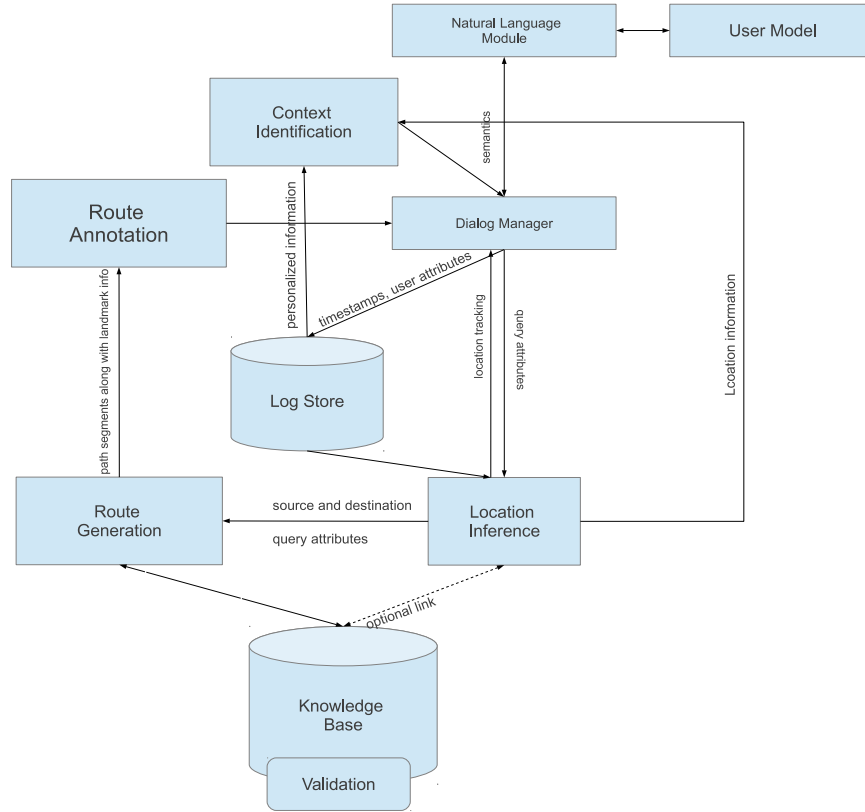 Natural Language
Module
User Model
Context
Identification
semantics
Route
Annotation
Dialog Manager
personalized information
timestamps, user attributes
path segments along with landmark info
location tracking
query attributes
Lcoation information
Log Store
Route
Generation
source and destination
query attributes
Location
Inference
optional link
Knowledge
Base
Validation